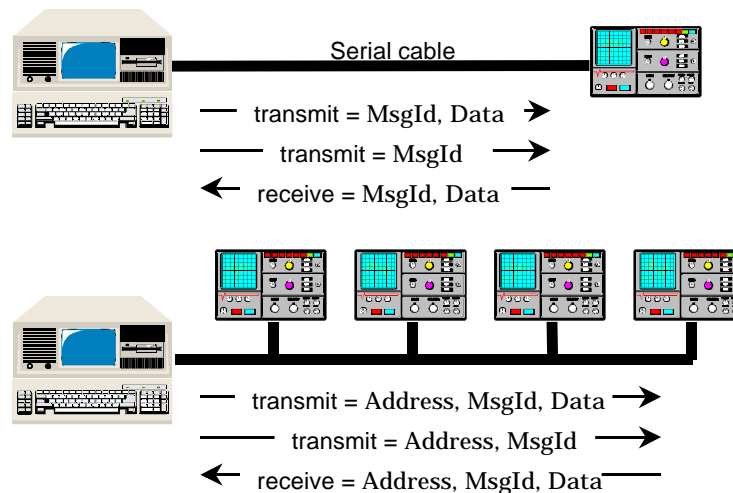 Serial cable
transmit = MsgId, Data
transmit = MsgId
receive = MsgId, Data
transmit = Address, MsgId, Data
transmit = Address, MsgId
receive = Address, MsgId, Data